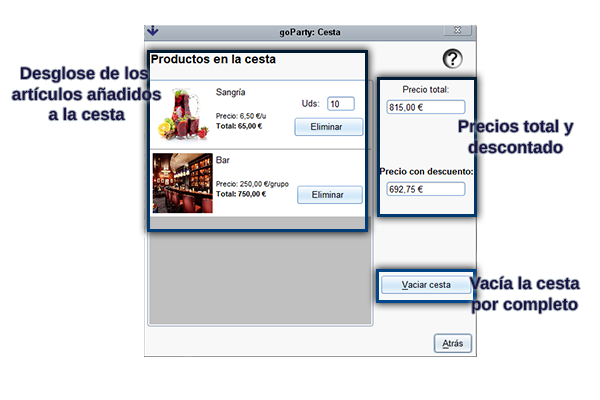 goParty: Cesta
Productos en la cesta
Desglose de los
artículos añadidos
a la cesta
Sangría
Uds: 10
Precio: 6,50 €/u
Total: 65,00 €
Eliminar
Bar
Precio: 250,00 €/grupo
Total: 750,00 €
Eliminar
Precio total:
815,00 €
Precios total y
descontado
Precio con descuento:
692,75 €
Vaciar cesta
Vacía la cesta
por completo
Atrás